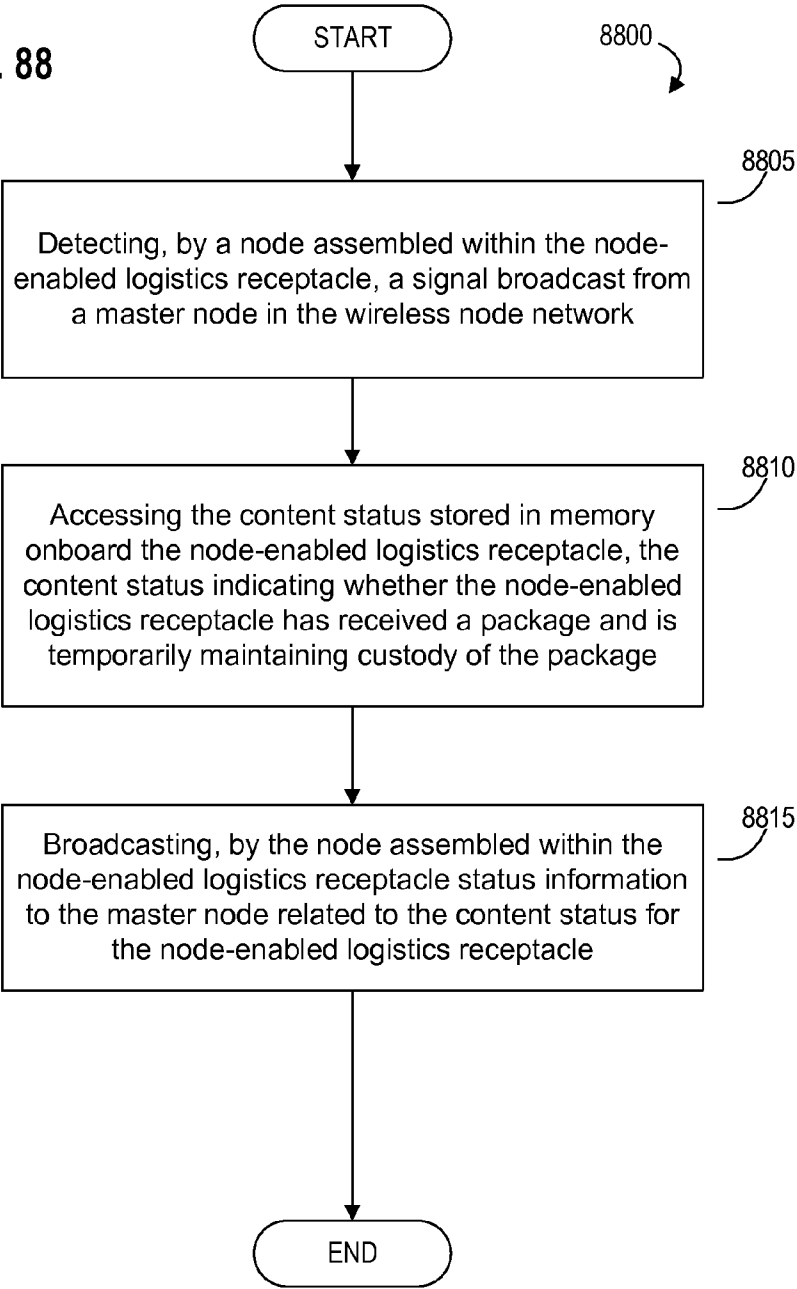 START
8800
. 88
8805
Detecting, by a node assembled within the node-
enabled logistics receptacle, a signal broadcast from
a master node in the wireless node network
8810
Accessing the content status stored in memory
onboard the node-enabled logistics receptacle, the
content status indicating whether the node-enabled
logistics receptacle has received a package and is
temporarily maintaining custody of the package
8815
Broadcasting, by the node assembled within the
node-enabled logistics receptacle status information
to the master node related to the content status for
the node-enabled logistics receptacle
END